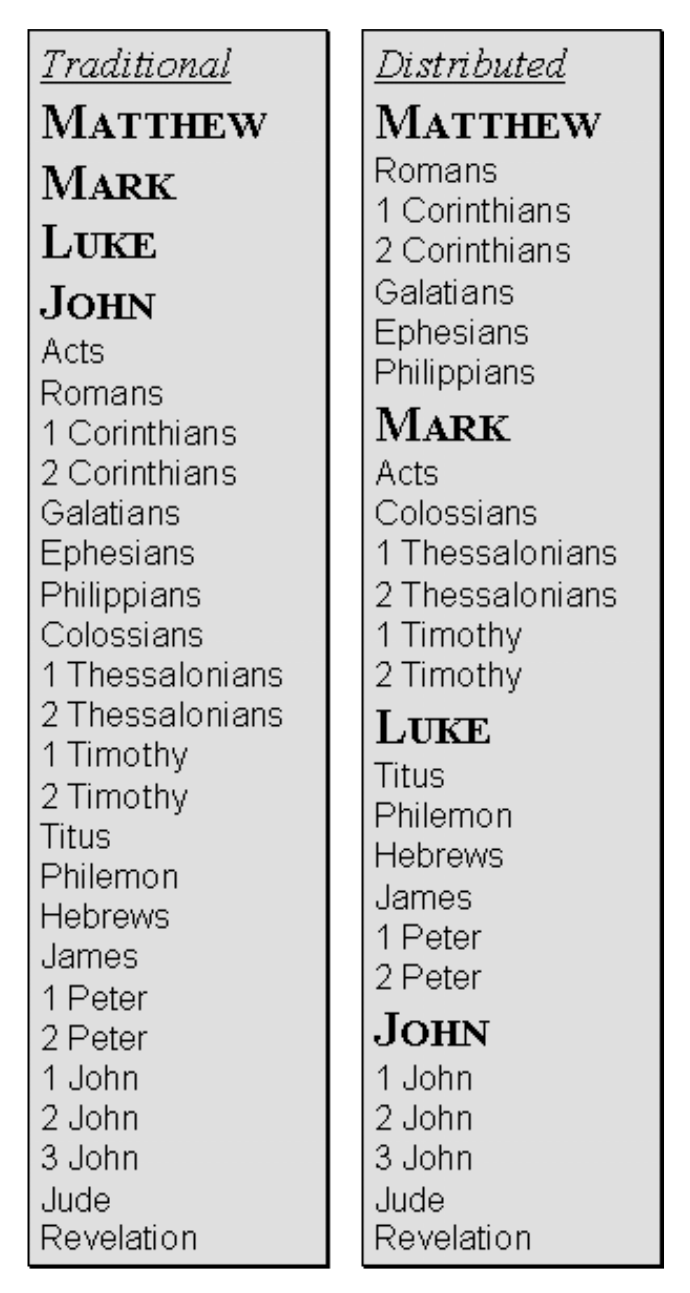 Traditional
MATTHEW
MARK
LUKE
JOHN
Acts
Romans
1 Corinthians
2 Corinthians
Galatians
Ephesians
Philippians
Colossians
1 Thessalonians
2 Thessalonians
1 Timothy
2 Timothy
Titus
Philemon
Hebrews
James
1 Peter
2 Peter
1 John
2 John
3 John
Jude
Revelation
Distributed
MATTHEW
Romans
1 Corinthians
2 Corinthians
Galatians
Ephesians
Philippians
MARK
Acts
Colossians
1 Thessalonians
2 Thessalonians
1 Timothy
2 Timothy
LUKE
Titus
Philemon
Hebrews
James
1 Peter
2 Peter
JOHN
1 John
2 John
3 John
Jude
Revelation